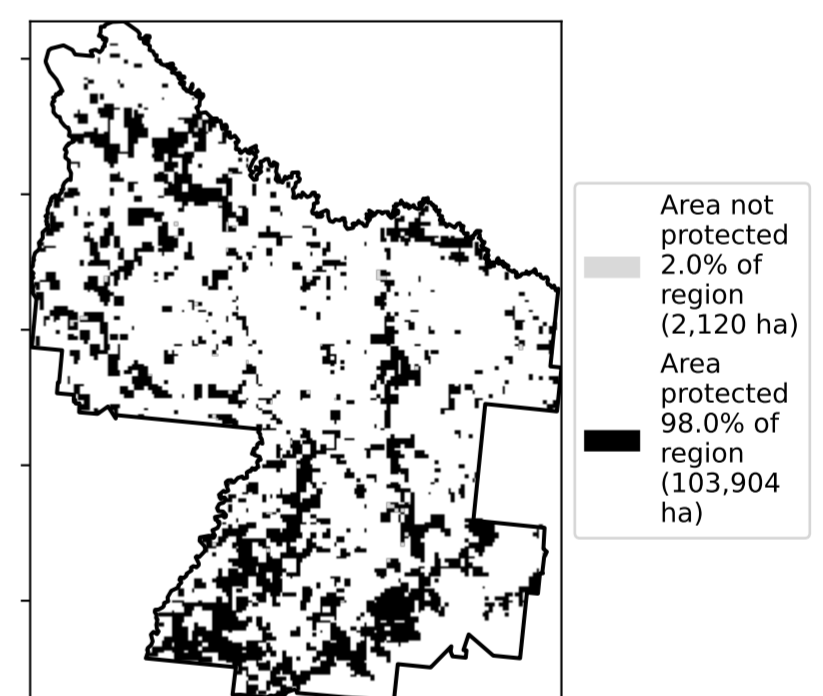 Area not
protected
2.0% of
region
(2,120 ha)
Area
protected
98.0% of
region
(103,904
ha)